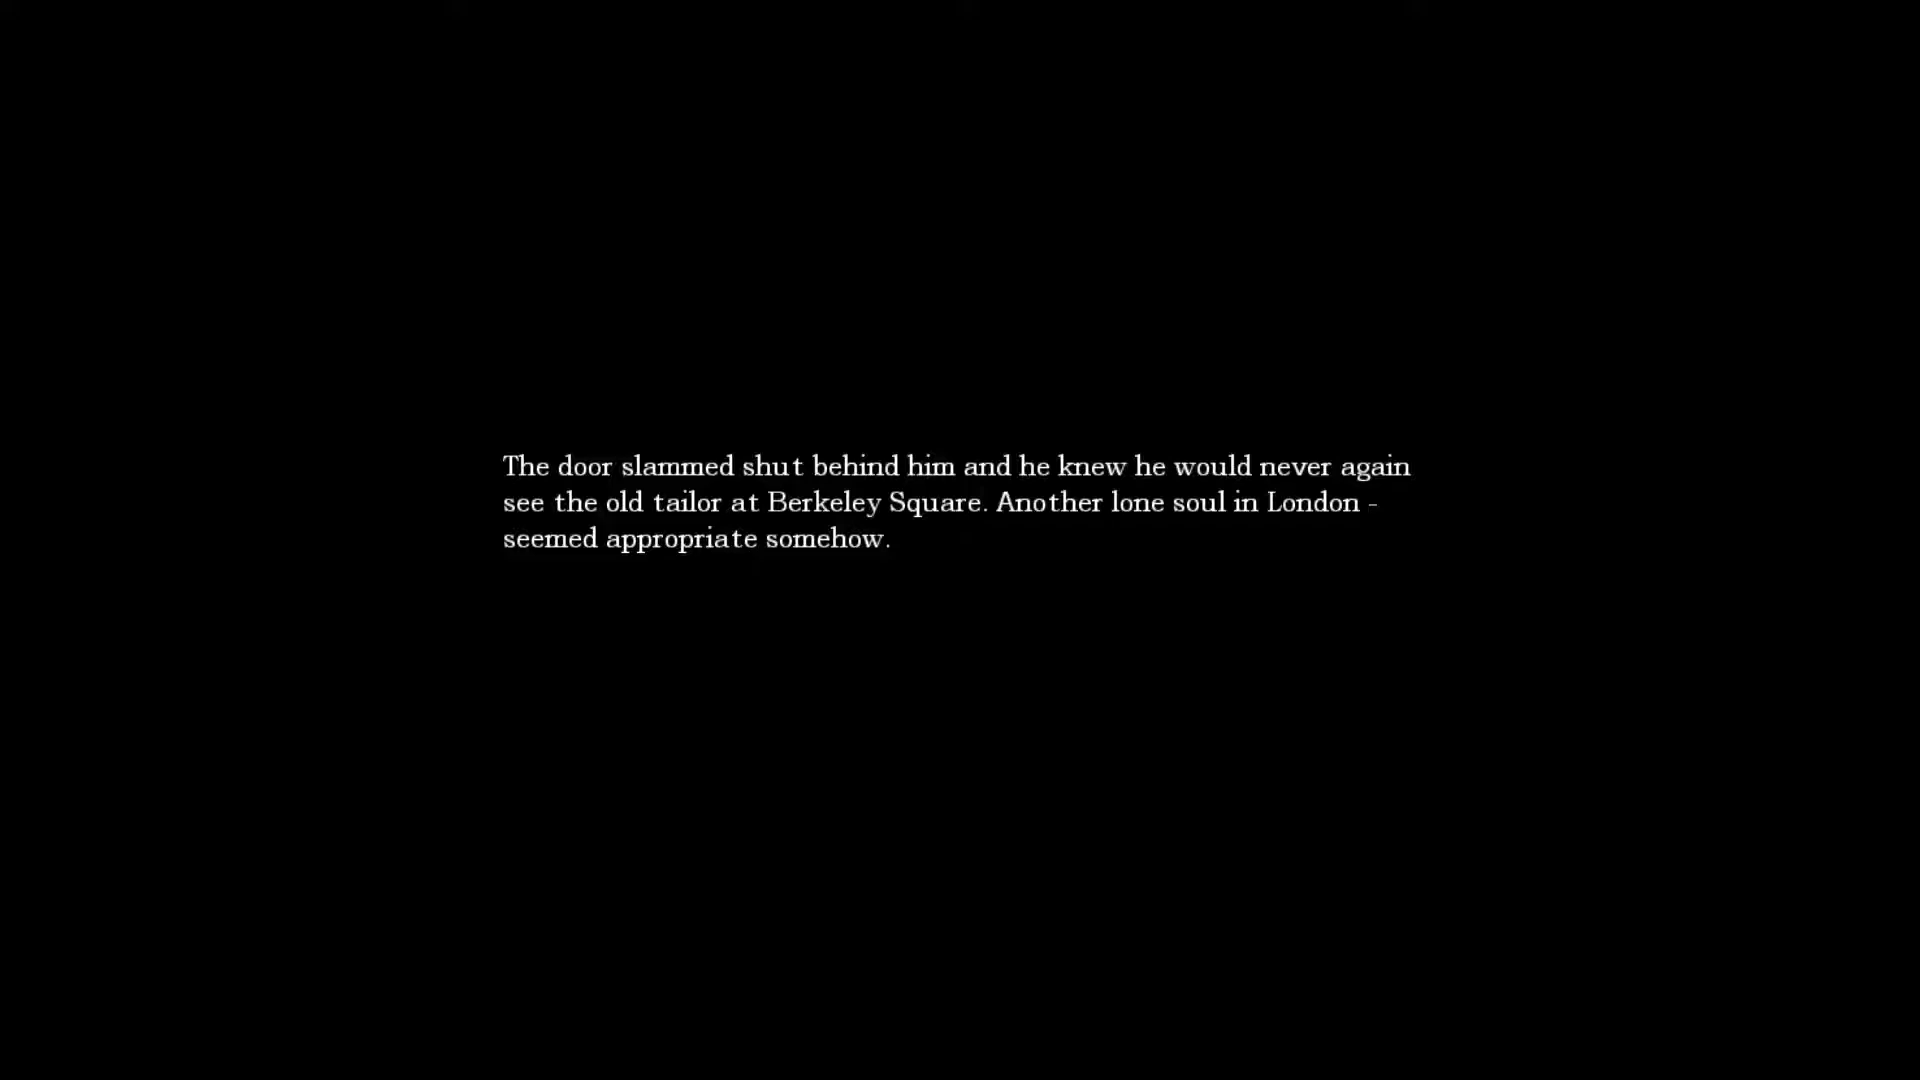 The door slammed shut behind him and he knew he would never again
see the old tailor at Berkeley Square. Another lone soul in London -
seemed appropriate somehow.